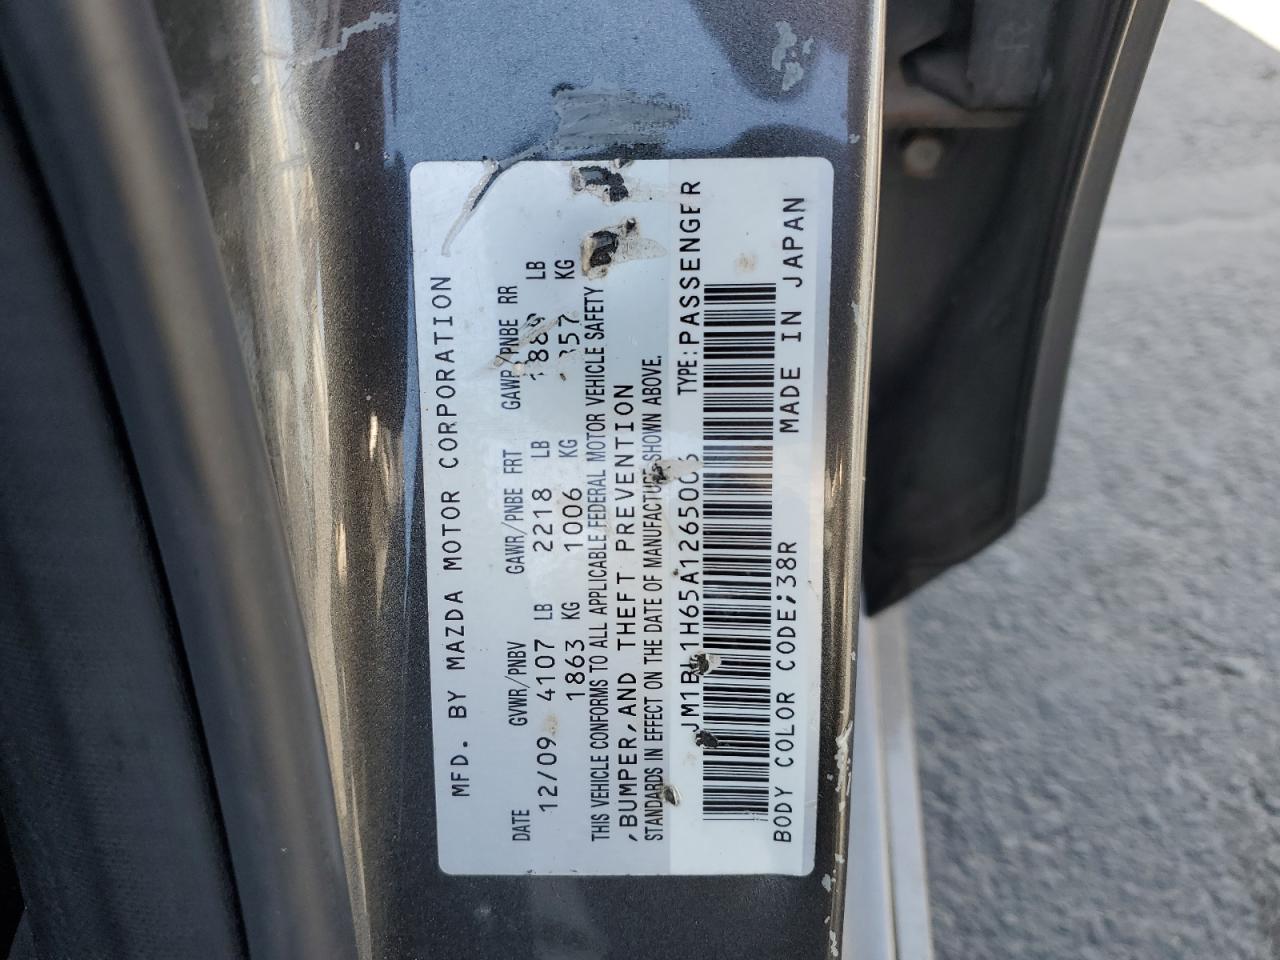 MFD. BY MAZDA MOTOR CORPORATION
DATE GVWR/PNBV GAWR/PNBE FRT GAWR/PNBE RR
12/09 4107 LB 2218 LB LB
1863 KG 1006 KG KG
THIS VEHICLE CONFORMS TO ALL APPLICABLE FEDERAL MOTOR VEHICLE SAFETY
,BUMPER,AND THEFT PREVENTION
STANDARDS IN EFFECT ON THE DATE OF MANUFACTURE SHOWN ABOVE.
TYPE:PASSENGER
BODY COLOR CODE;38R MADE IN JAPAN